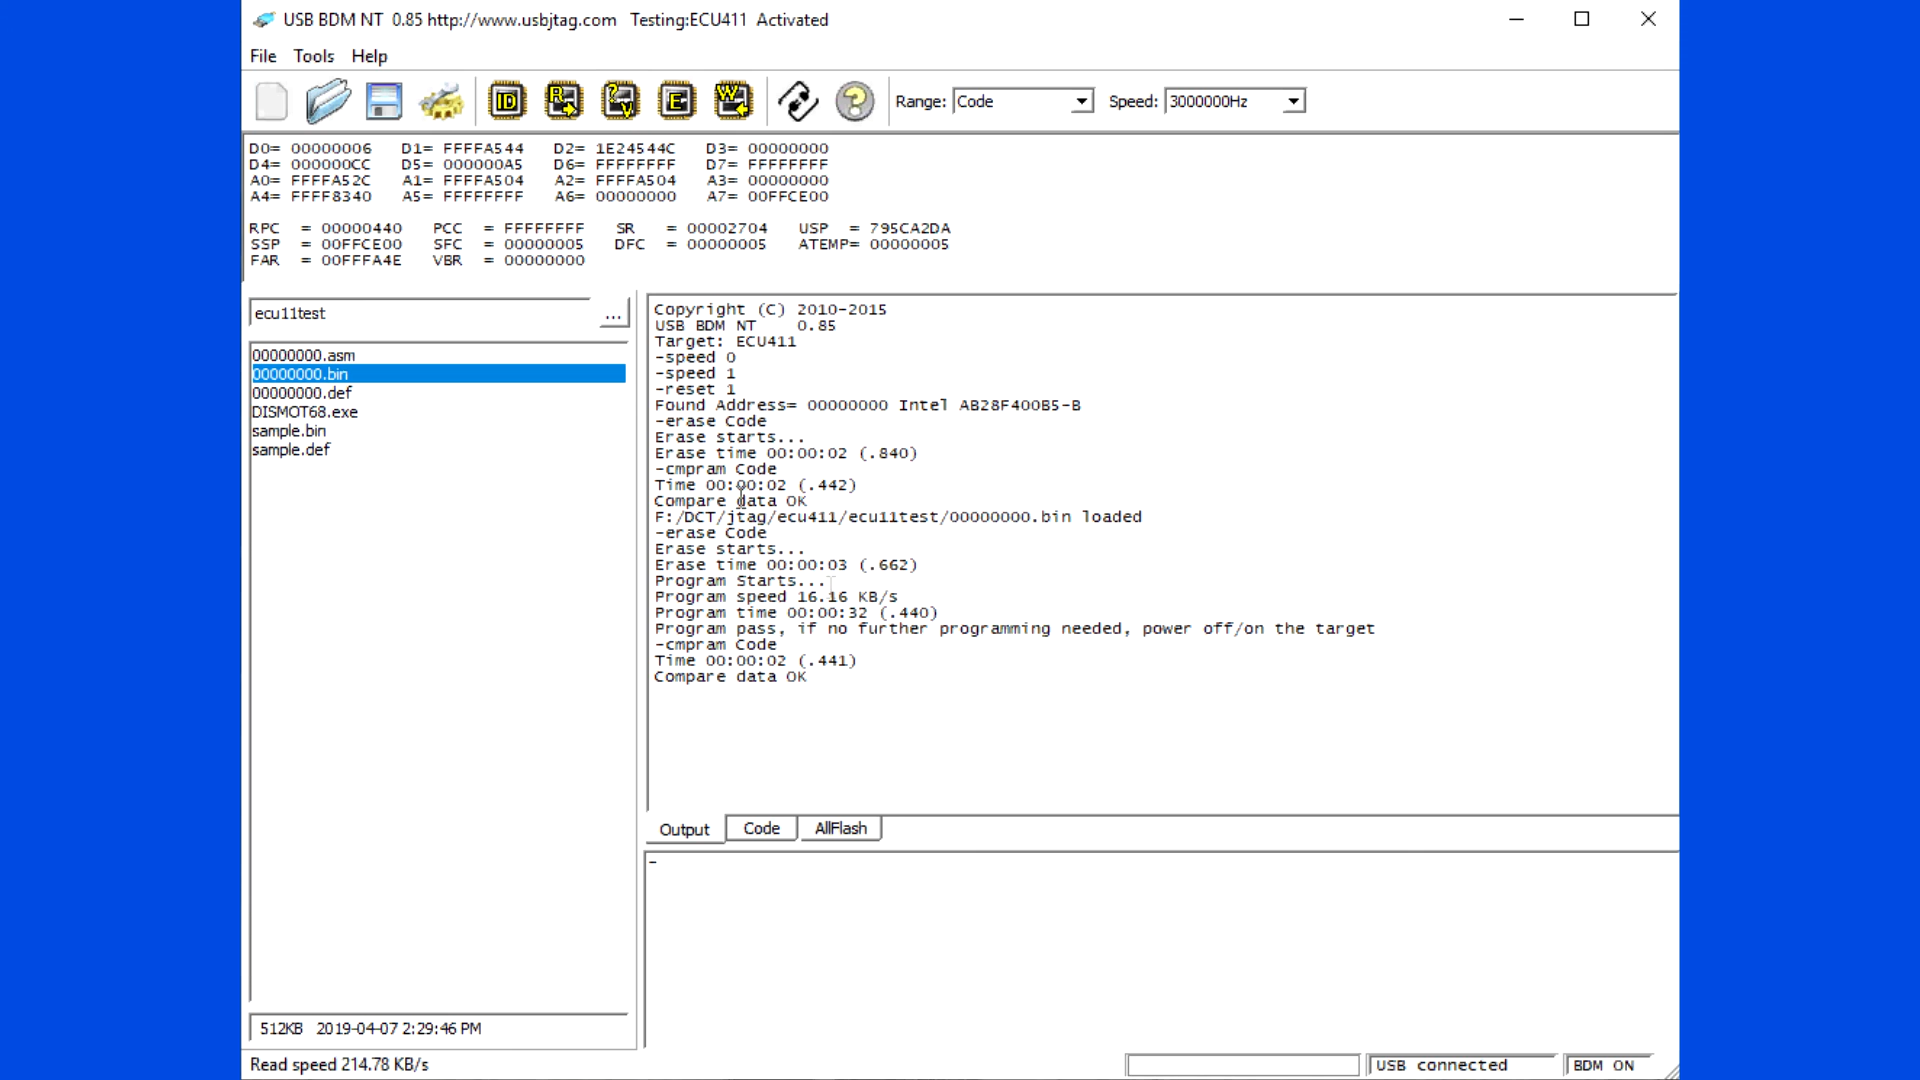 USB BDM NT  0.85 http://www.usbjtag.com   Testing:ECU411  Activated
File  Tools  Help
ID  R  ?V  E  W  ?  Range: Code  Speed: 3000000Hz
D0= 00000006   D1= FFFFA544   D2= 1E24544C   D3= 00000000
D4= 000000CC   D5= 000000A5   D6= FFFFFFFF   D7= FFFFFFFF
A0= FFFFA52C   A1= FFFFA504   A2= FFFFA504   A3= 00000000
A4= FFFF8340   A5= FFFFFFFF   A6= 00000000   A7= 00FFCE00
RPC  = 00000440   PCC  = FFFFFFFF   SR   = 00002704   USP  = 795CA2DA
SSP  = 00FFCE00   SFC  = 00000005   DFC  = 00000005   ATEMP= 00000005
FAR  = 00FFFA4E   VBR  = 00000000
ecu11test ...
00000000.asm
00000000.bin
00000000.def
DISMOT68.exe
sample.bin
sample.def
512KB   2019-04-07 2:29:46 PM
Copyright (C) 2010-2015
USB BDM NT    0.85
Target: ECU411
-speed 0
-speed 1
-reset 1
Found Address= 00000000 Intel AB28F400B5-B
-erase Code
Erase starts...
Erase time 00:00:02 (.840)
-cmpram Code
Time 00:00:02 (.442)
Compare data OK
F:/DCT/jtag/ecu411/ecu11test/00000000.bin loaded
-erase Code
Erase starts...
Erase time 00:00:03 (.662)
Program Starts...
Program speed 16.16 KB/s
Program time 00:00:32 (.440)
Program pass, if no further programming needed, power off/on the target
-cmpram Code
Time 00:00:02 (.441)
Compare data OK
Output  Code  AllFlash
-
Read speed 214.78 KB/s  USB connected  BDM ON